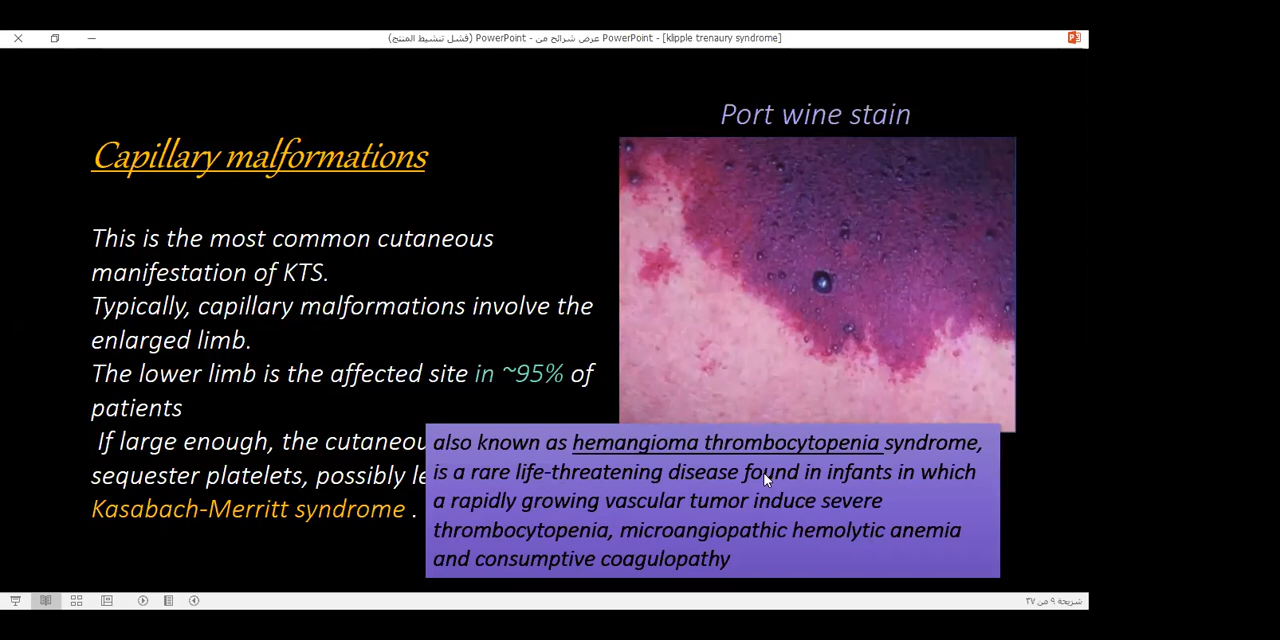 عرض شرائح من PowerPoint - [klipple trenaury syndrome] - PowerPoint (فشل تنشيط المنتج)
Port wine stain
Capillary malformations
This is the most common cutaneous
manifestation of KTS.
Typically, capillary malformations involve the
enlarged limb.
The lower limb is the affected site in ~95% of
patients
If large enough, the cutaneou
sequester platelets, possibly le
Kasabach-Merritt syndrome .
also known as hemangioma thrombocytopenia syndrome,
is a rare life-threatening disease found in infants in which
a rapidly growing vascular tumor induce severe
thrombocytopenia, microangiopathic hemolytic anemia
and consumptive coagulopathy
شريحة ٩ من ٣٧